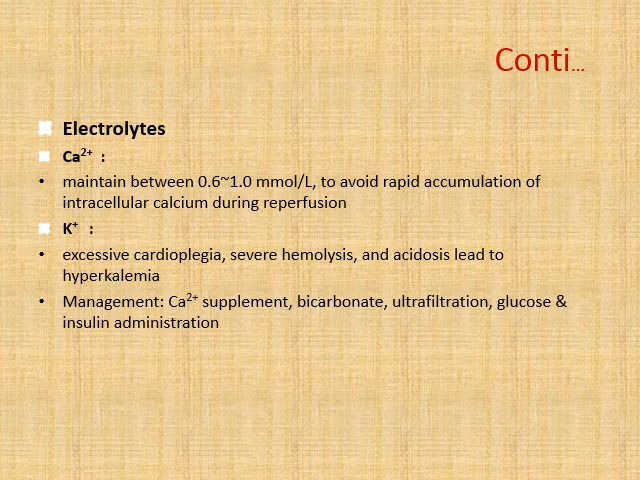 Conti...
Electrolytes
Ca²⁺ :
• maintain between 0.6~1.0 mmol/L, to avoid rapid accumulation of
intracellular calcium during reperfusion
K⁺ :
• excessive cardioplegia, severe hemolysis, and acidosis lead to
hyperkalemia
• Management: Ca²⁺ supplement, bicarbonate, ultrafiltration, glucose &
insulin administration